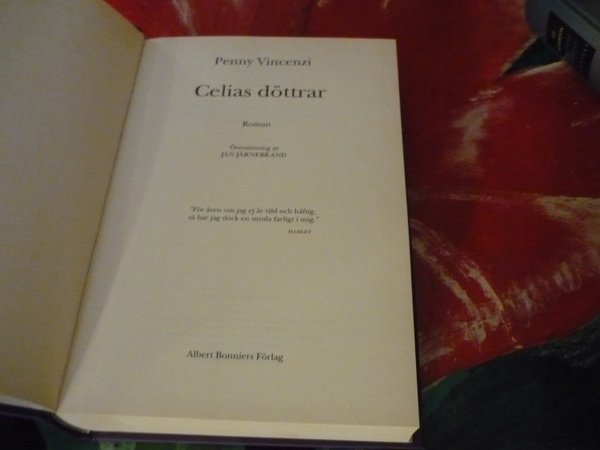 Penny Vincenzi
Celias döttrar
Roman
Översättning av
JAN JÄRNEBRAND
"För även om jag ej är vild och häftig,
så har jag dock en smula farligt i mig."
HAMLET
Albert Bonniers Förlag